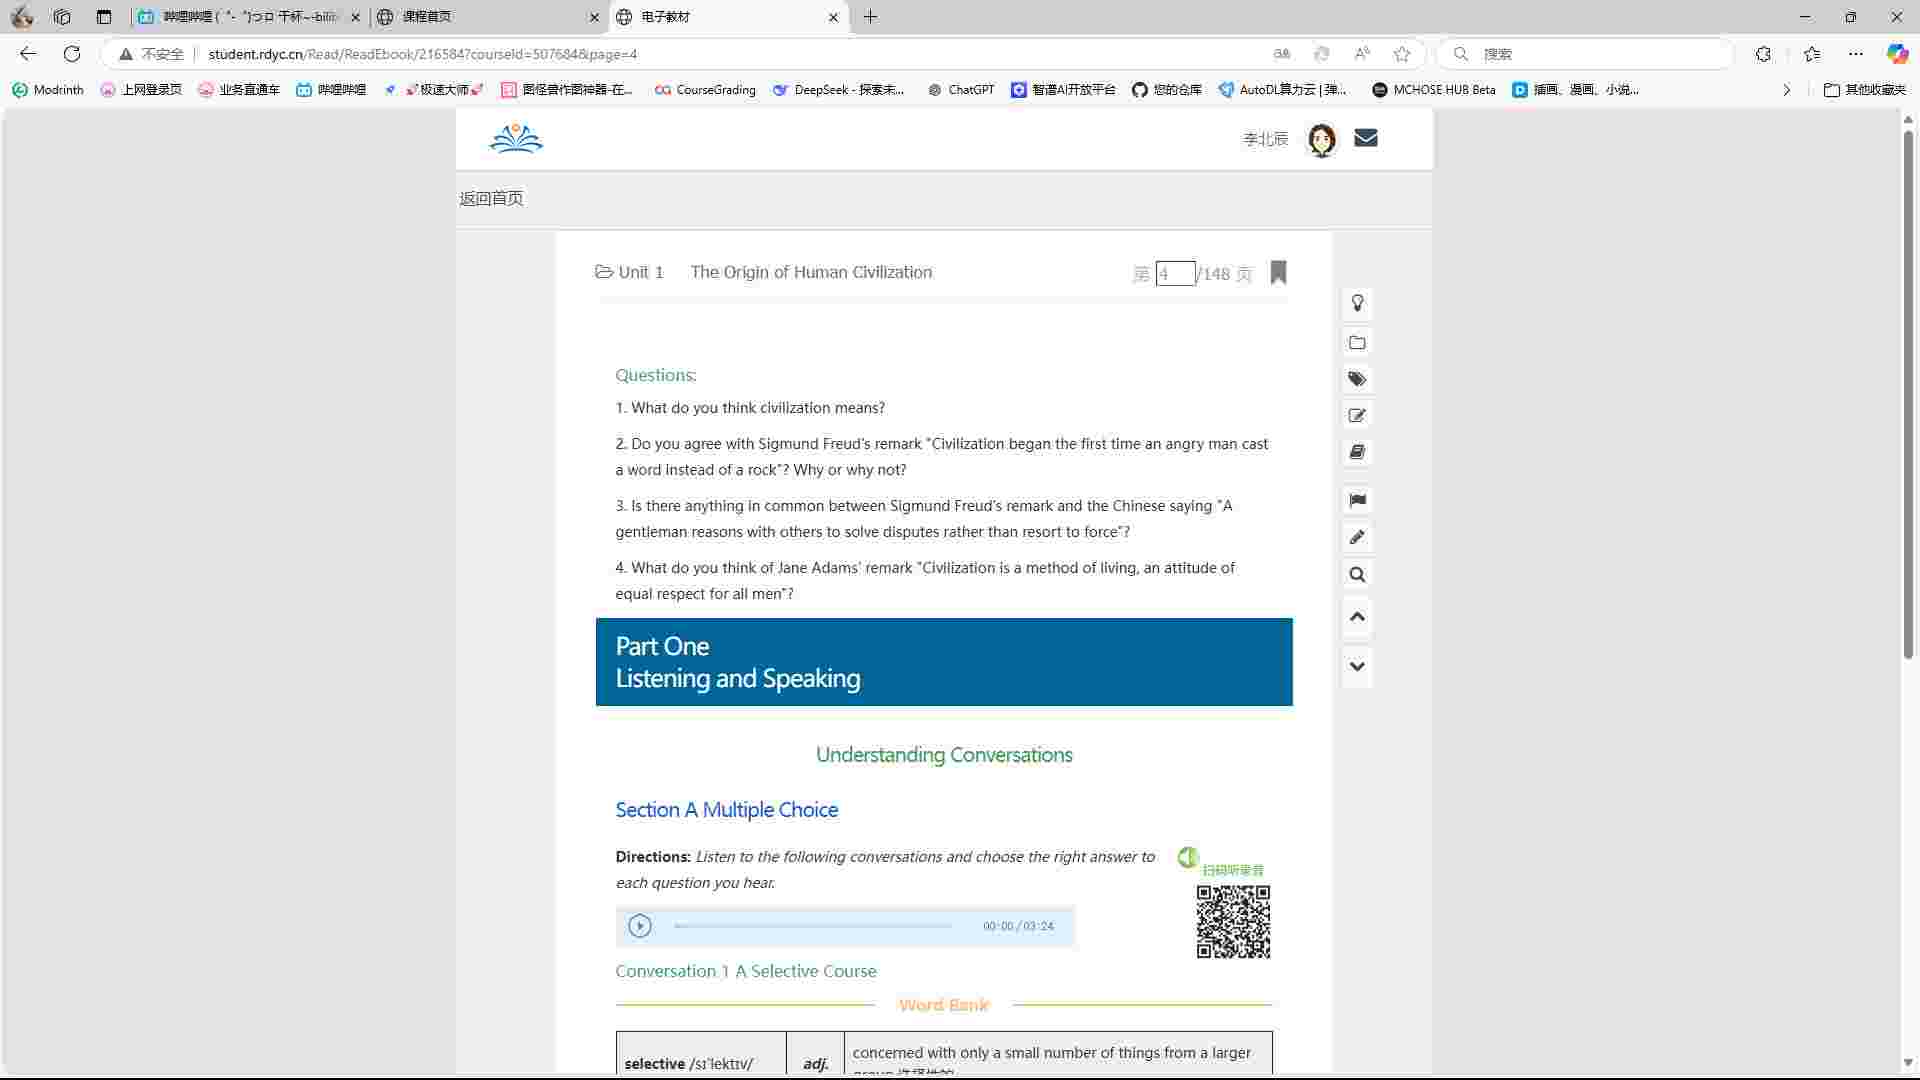 哔哩哔哩 (゜-゜)つロ 干杯~-bilibi
课程首页
电子教材
不安全
student.rdyc.cn/Read/ReadEbook/216584?courseId=507684&page=4
搜索
Modrinth
上网登录页
业务直通车
哔哩哔哩
🚀极速大师🚀
CourseGrading
DeepSeek - 探索未...
ChatGPT
智谱AI开放平台
您的仓库
AutoDL算力云 | 弹...
MCHOSE HUB Beta
插画、漫画、小说...
其他收藏夹
李北辰
返回首页
Unit 1 The Origin of Human Civilization
第 4 /148 页
Questions:
1. What do you think civilization means?
2. Do you agree with Sigmund Freud's remark "Civilization began the first time an angry man cast
a word instead of a rock"? Why or why not?
3. Is there anything in common between Sigmund Freud's remark and the Chinese saying "A
gentleman reasons with others to solve disputes rather than resort to force"?
4. What do you think of Jane Adams' remark "Civilization is a method of living, an attitude of
equal respect for all men"?
Part One
Listening and Speaking
Understanding Conversations
Section A Multiple Choice
Directions: Listen to the following conversations and choose the right answer to
each question you hear.
扫码听录音
00:00 / 03:24
Conversation 1 A Selective Course
Word Bank
selective /sɪˈlektɪv/
adj.
concerned with only a small number of things from a larger